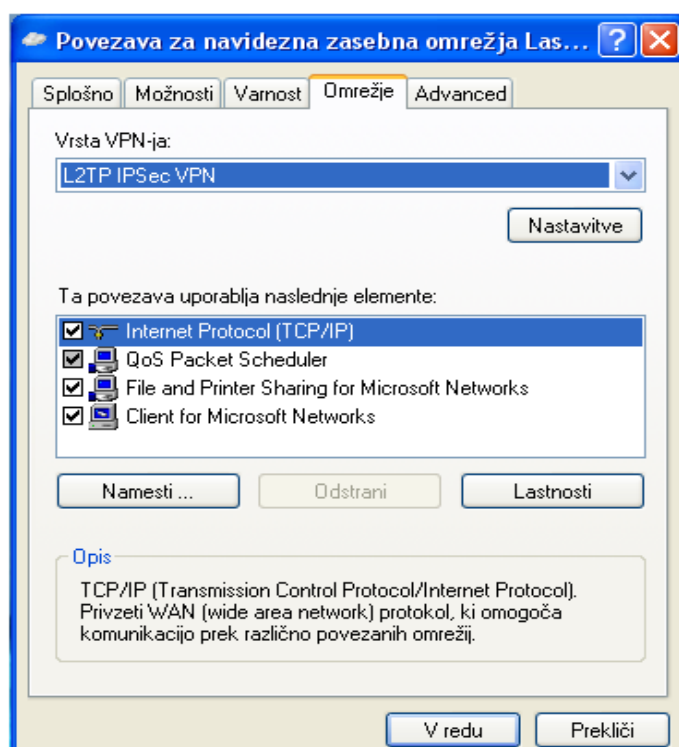 Povezava za navidezna zasebna omrežja Las...
Splošno Možnosti Varnost Omrežje Advanced
Vrsta VPN-ja:
L2TP IPSec VPN
Nastavitve
Ta povezava uporablja naslednje elemente:
Internet Protocol (TCP/IP)
QoS Packet Scheduler
File and Printer Sharing for Microsoft Networks
Client for Microsoft Networks
Namesti ... Odstrani Lastnosti
Opis
TCP/IP (Transmission Control Protocol/Internet Protocol).
Privzeti WAN (wide area network) protokol, ki omogoča
komunikacijo prek različno povezanih omrežij.
V redu Prekliči